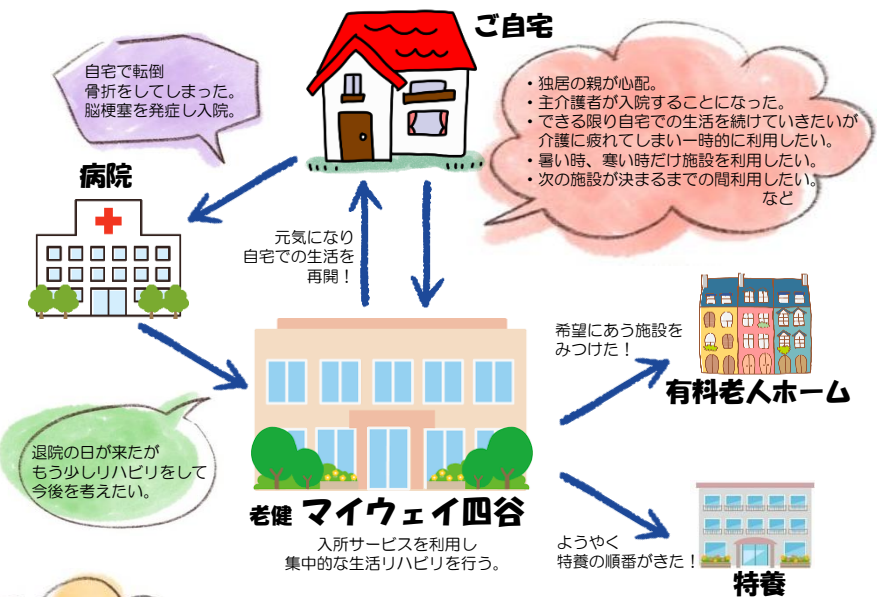 ご自宅
自宅で転倒
骨折をしてしまった。
脳梗塞を発症し入院。
・独居の親が心配。
・主介護者が入院することになった。
・できる限り自宅での生活を続けていきたいが
介護に疲れてしまい一時的に利用したい。
・暑い時、寒い時だけ施設を利用したい。
・次の施設が決まるまでの間利用したい。
など
病院
元気になり
自宅での生活を
再開！
希望にあう施設を
みつけた！
有料老人ホーム
退院の日が来たが
もう少しリハビリをして
今後を考えたい。
老健 マイウェイ四谷
入所サービスを利用し
集中的な生活リハビリを行う。
ようやく
特養の順番がきた！
特養